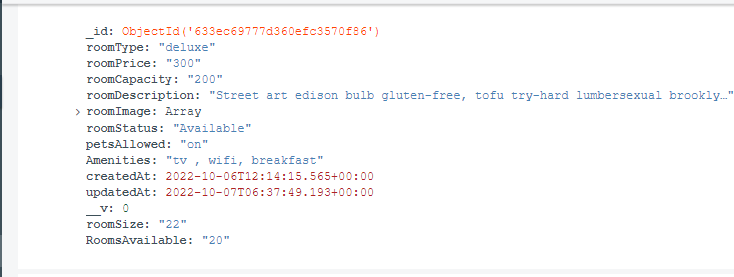 _id: ObjectId('633ec69777d360efc3570f86')
roomType: "deluxe"
roomPrice: "300"
roomCapacity: "200"
roomDescription: "Street art edison bulb gluten-free, tofu try-hard lumbersexual brookly…"
> roomImage: Array
roomStatus: "Available"
petsAllowed: "on"
Amenities: "tv , wifi, breakfast"
createdAt: 2022-10-06T12:14:15.565+00:00
updatedAt: 2022-10-07T06:37:49.193+00:00
__v: 0
roomSize: "22"
RoomsAvailable: "20"